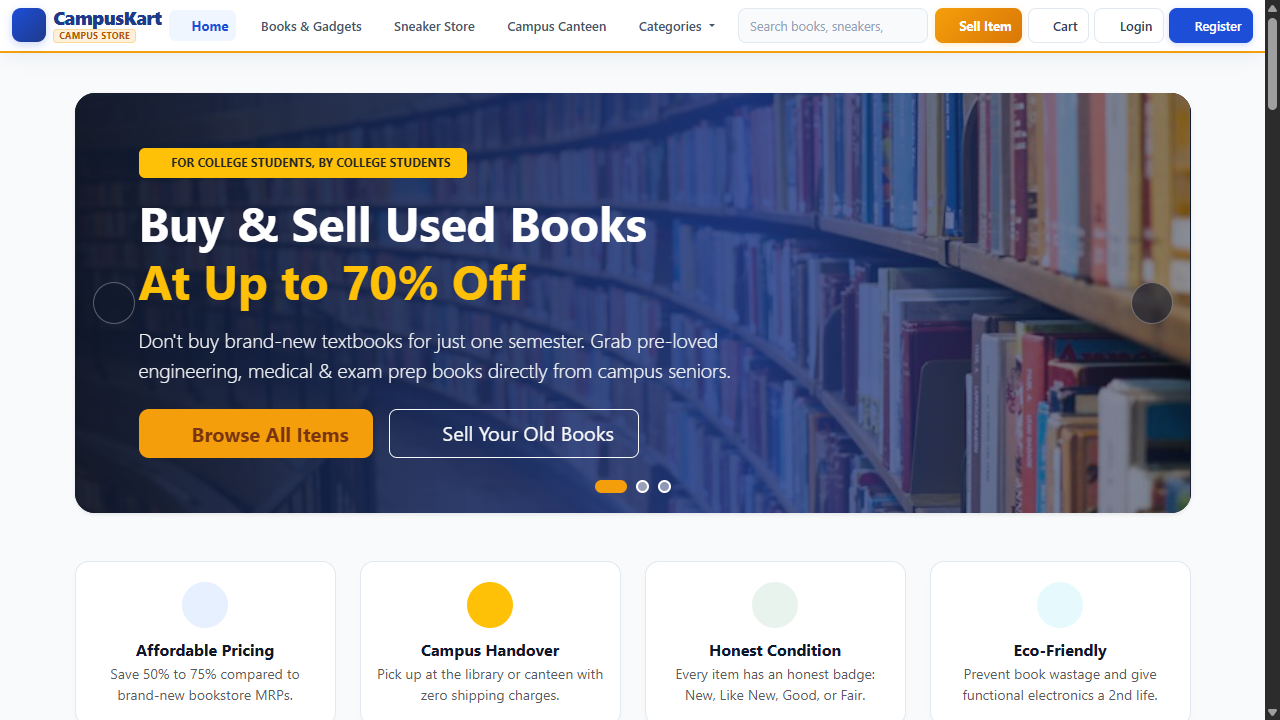 CampusKart
CAMPUS STORE
Home
Books & Gadgets
Sneaker Store
Campus Canteen
Categories
Search books, sneakers,
Sell Item
Cart
Login
Register
FOR COLLEGE STUDENTS, BY COLLEGE STUDENTS
Buy & Sell Used Books
At Up to 70% Off
Don't buy brand-new textbooks for just one semester. Grab pre-loved
engineering, medical & exam prep books directly from campus seniors.
Browse All Items
Sell Your Old Books
Affordable Pricing
Save 50% to 75% compared to
brand-new bookstore MRPs.
Campus Handover
Pick up at the library or canteen with
zero shipping charges.
Honest Condition
Every item has an honest badge:
New, Like New, Good, or Fair.
Eco-Friendly
Prevent book wastage and give
functional electronics a 2nd life.